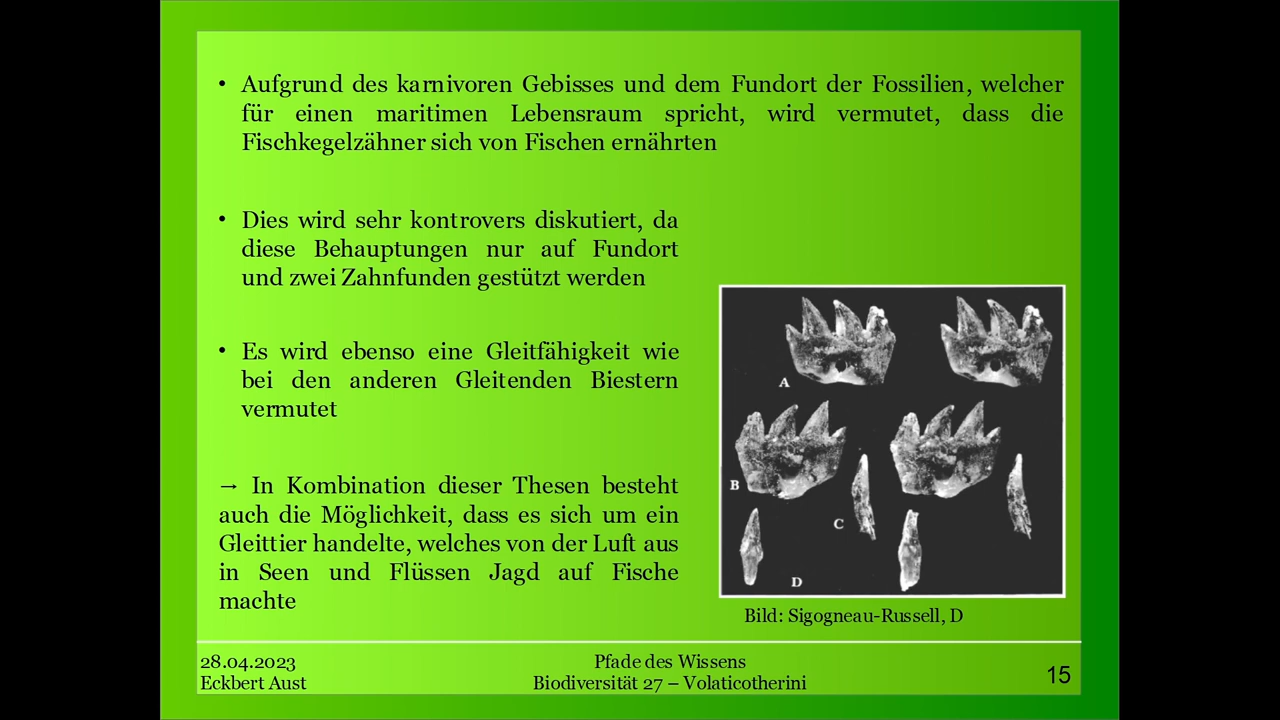 • Aufgrund des karnivoren Gebisses und dem Fundort der Fossilien, welcher
für einen maritimen Lebensraum spricht, wird vermutet, dass die
Fischkegelzähner sich von Fischen ernährten
• Dies wird sehr kontrovers diskutiert, da
diese Behauptungen nur auf Fundort
und zwei Zahnfunden gestützt werden
• Es wird ebenso eine Gleitfähigkeit wie
bei den anderen Gleitenden Biestern
vermutet
→ In Kombination dieser Thesen besteht
auch die Möglichkeit, dass es sich um ein
Gleittier handelte, welches von der Luft aus
in Seen und Flüssen Jagd auf Fische
machte
A
B
C
D
Bild: Sigogneau-Russell, D
28.04.2023
Eckbert Aust
Pfade des Wissens
Biodiversität 27 – Volaticotherini
15